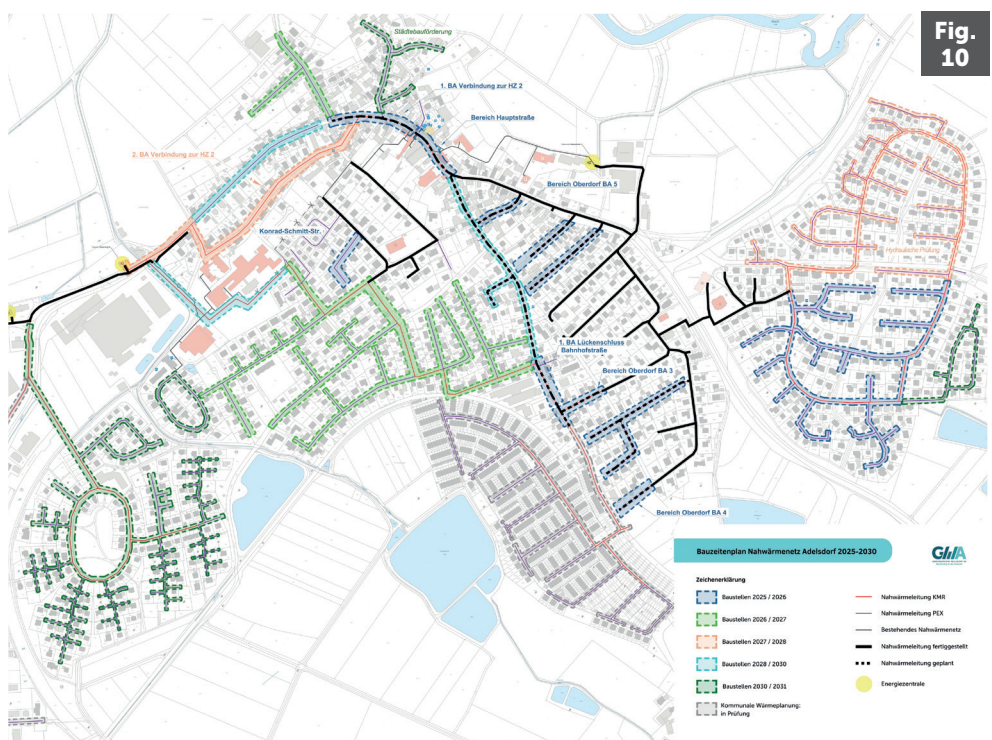 Fig.
10
Städtebauförderung
1. BA Verbindung zur HZ 2
Bereich Hauptstraße
2. BA Verbindung zur HZ 2
Bereich Oberdorf BA 5
Konrad-Schmitt-Str.
Hydraulische Prüfung
1. BA Lückenschluss
Bahnhofstraße
Bereich Oberdorf BA 3
Bereich Oberdorf BA 4
Bauzeitenplan Nahwärmenetz Adelsdorf 2025-2030
GWA
Zeichenerklärung
Baustellen 2025 / 2026
Baustellen 2026 / 2027
Baustellen 2027 / 2028
Baustellen 2028 / 2030
Baustellen 2030 / 2031
Kommunale Wärmeplanung:
in Prüfung
Nahwärmeleitung KMR
Nahwärmeleitung PEX
Bestehendes Nahwärmenetz
Nahwärmeleitung fertiggestellt
Nahwärmeleitung geplant
Energiezentrale